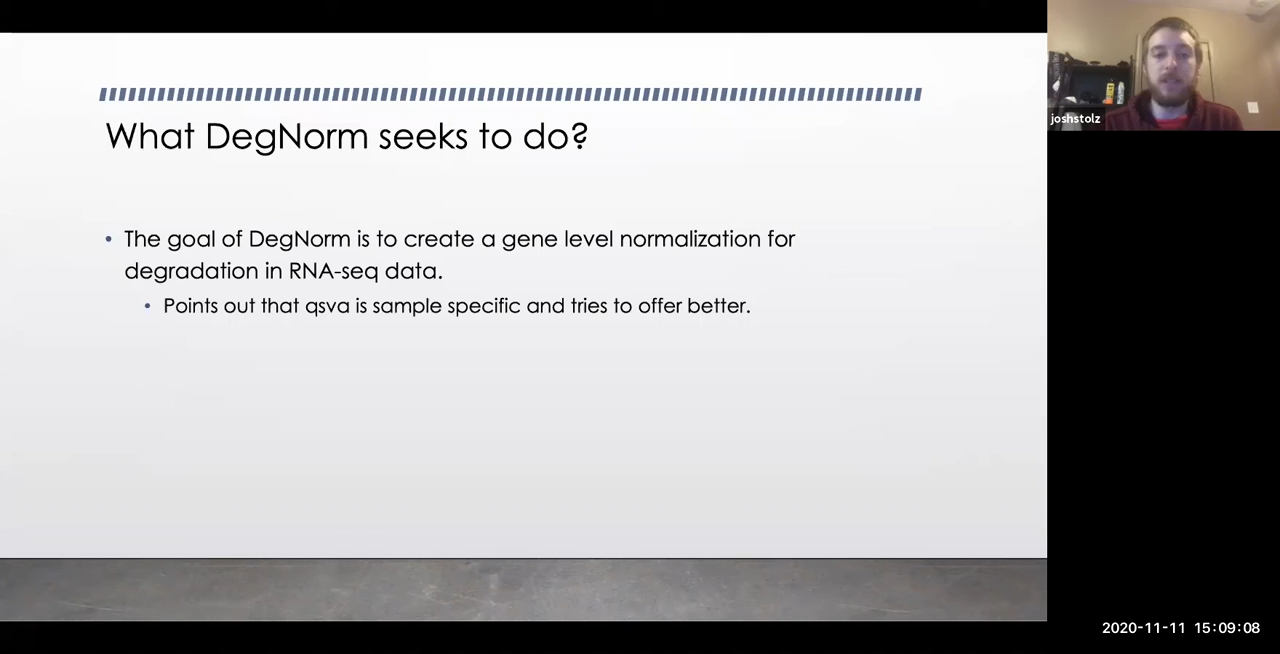 What DegNorm seeks to do?
• The goal of DegNorm is to create a gene level normalization for
degradation in RNA-seq data.
• Points out that qsva is sample specific and tries to offer better.
joshstolz
2020-11-11 15:09:08